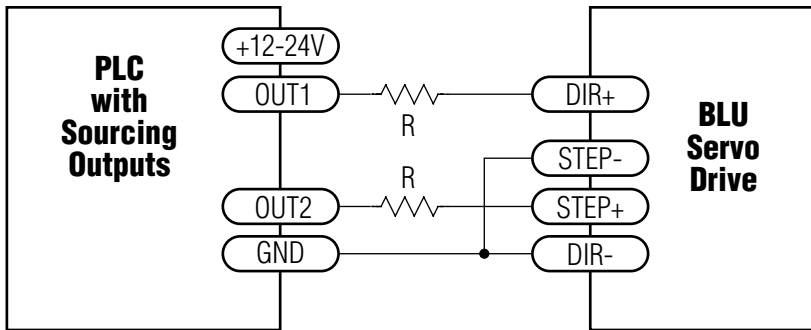 PLC
with
Sourcing
Outputs
+12-24V
OUT1
OUT2
GND
R
R
DIR+
STEP-
STEP+
DIR-
BLU
Servo
Drive